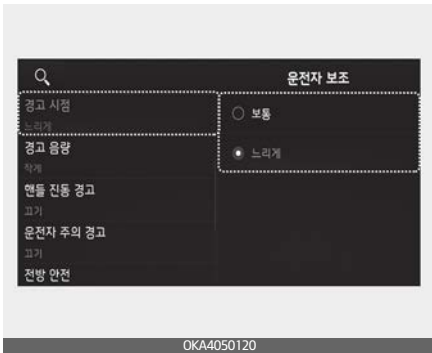 운전자 보조
경고 시점
느리게
경고 음량
작게
핸들 진동 경고
끄기
운전자 주의 경고
끄기
전방 안전
보통
느리게
OKA4050120